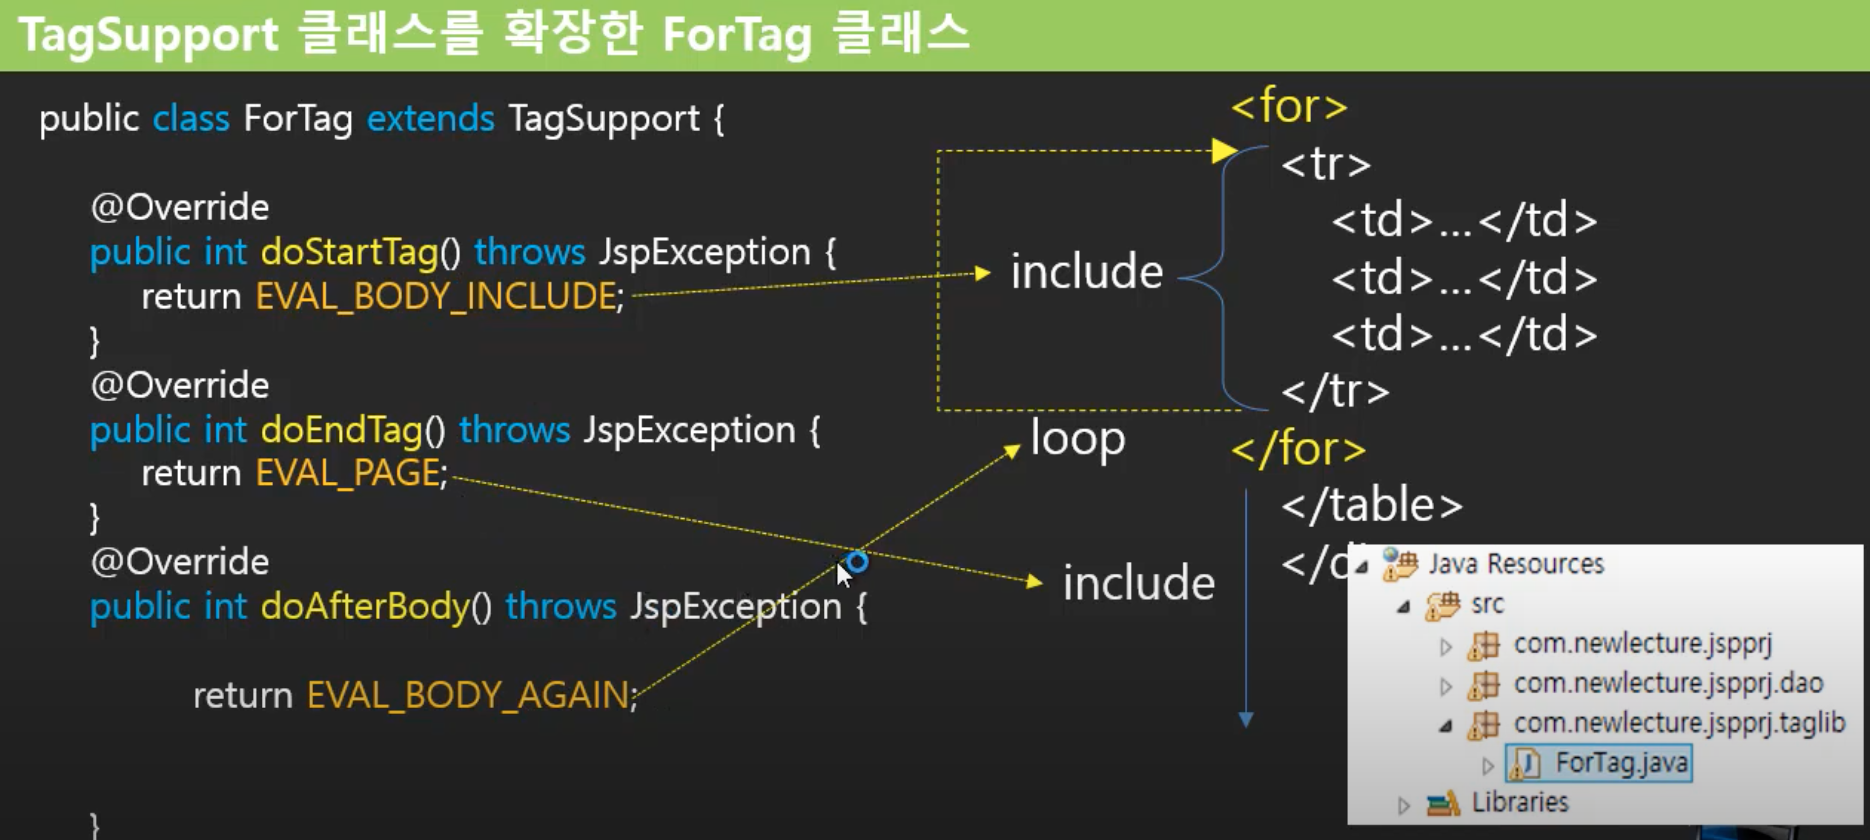 TagSupport 클래스를 확장한 ForTag 클래스
public class ForTag extends TagSupport {
@Override
public int doStartTag() throws JspException {
return EVAL_BODY_INCLUDE;
}
@Override
public int doEndTag() throws JspException {
return EVAL_PAGE;
}
@Override
public int doAfterBody() throws JspException {
return EVAL_BODY_AGAIN;
}
include
loop
include
<for>
<tr>
<td>...</td>
<td>...</td>
<td>...</td>
</tr>
</for>
</table>
Java Resources
src
com.newlecture.jspprj
com.newlecture.jspprj.dao
com.newlecture.jspprj.taglib
ForTag.java
Libraries